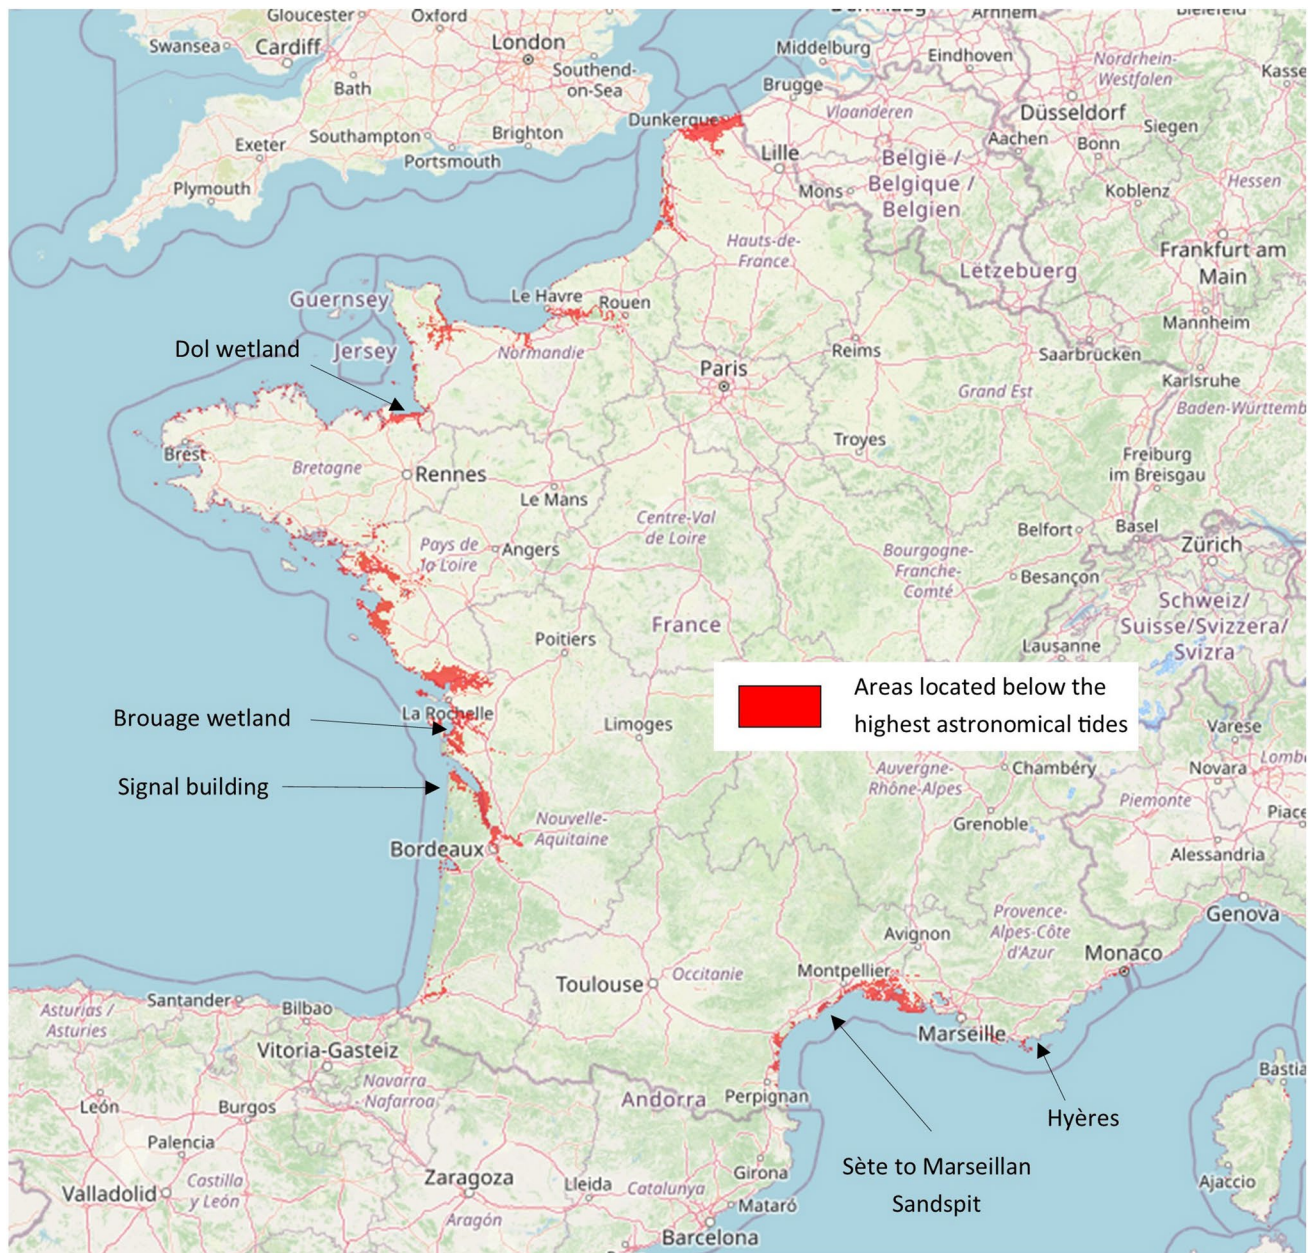 Gloucester
Oxford
Arnhem
Bielefeld
Swansea
Cardiff
London
Middelburg
Eindhoven
Nordrhein-
Westfalen
Kasse
Bath
Southend-
on-Sea
Brugge
Vlaanderen
Düsseldorf
Siegen
Exeter
Southampton
Brighton
Portsmouth
Dunkerque
Lille
Aachen
Bonn
Plymouth
Mons
België /
Belgique /
Belgien
Koblenz
Hessen
Hauts-de-
France
Lëtzebuerg
Frankfurt am
Main
Guernsey
Le Havre
Rouen
Mannheim
Dol wetland
Jersey
Normandie
Paris
Reims
Saarbrücken
Karlsruhe
Grand Est
Baden-Württemb
Brest
Bretagne
Rennes
Le Mans
Troyes
Freiburg
im Breisgau
Centre-Val
de Loire
Belfort
Basel
Zürich
Pays de
la Loire
Angers
Bourgogne-
Franche-
Comté
Besançon
Schweiz/
Suisse/Svizzera/
Svizra
France
Poitiers
Lausanne
Areas located below the
highest astronomical tides
Brouage wetland
La Rochelle
Limoges
Varese
Signal building
Auvergne-
Rhône-Alpes
Chambéry
Novara
Lomb
Piemonte
Piace
Nouvelle-
Aquitaine
Grenoble
Bordeaux
Alessandria
Provence-
Alpes-Côte
d'Azur
Genova
Avignon
Monaco
Toulouse
Occitanie
Montpellier
Asturias /
Asturies
Santander
Bilbao
Marseille
Vitoria-Gasteiz
Navarra
- Nafarroa
Andorra
Perpignan
Hyères
Bastia
León
Burgos
Palencia
Castilla
y León
Valladolid
Zaragoza
Aragón
Lleida
Catalunya
Girona
Mataró
Barcelona
Sète to Marseillan
Sandspit
Ajaccio